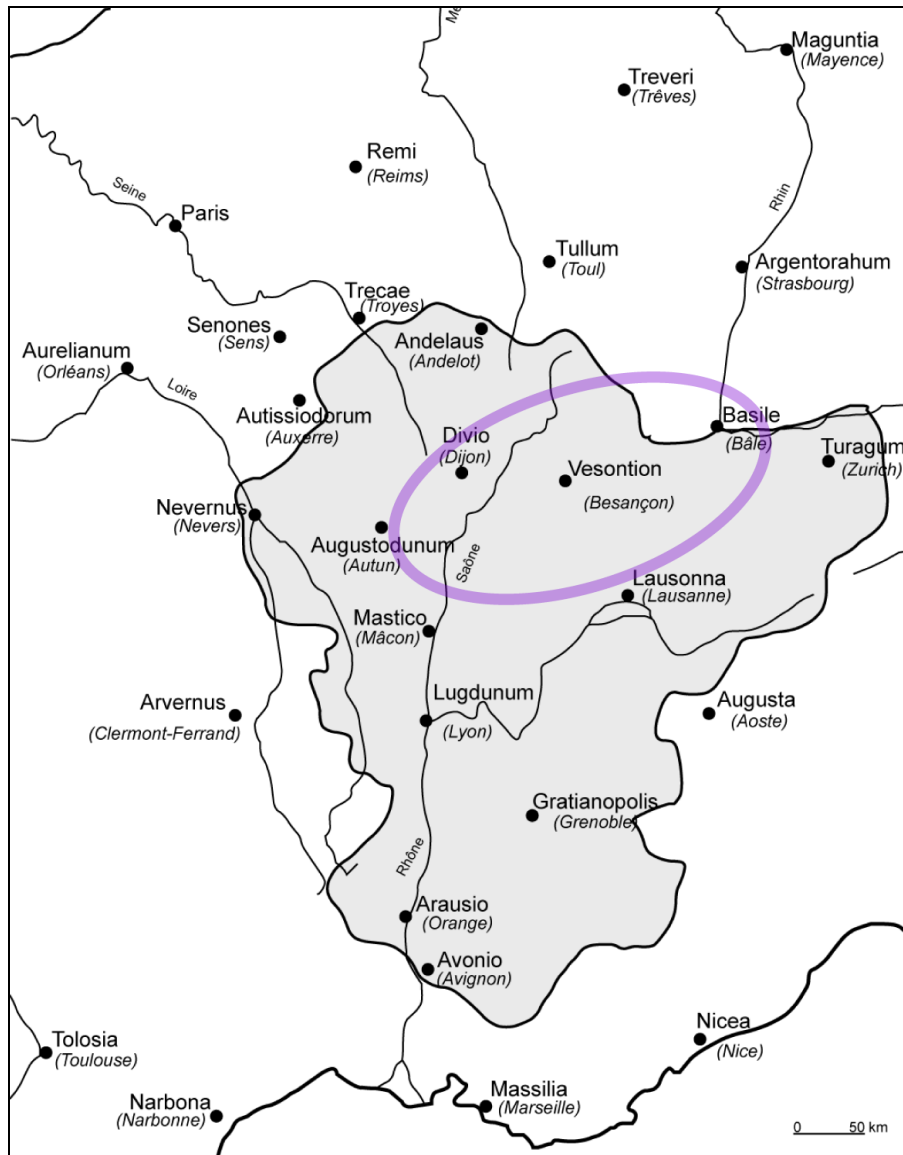 Me
Maguntia
(Mayence)
Treveri
(Trêves)
Remi
(Reims)
Seine
Rhin
Paris
Tullum
(Toul)
Argentorahum
(Strasbourg)
Trecae
(Troyes)
Senones
(Sens)
Andelaus
(Andelot)
Aurelianum
(Orléans)
Loire
Autissiodorum
(Auxerre)
Basile
(Bâle)
Divio
(Dijon)
Turagum
(Zurich)
Vesontion
(Besançon)
Nevernus
(Nevers)
Augustodunum
(Autun)
Saône
Lausonna
(Lausanne)
Mastico
(Mâcon)
Arvernus
(Clermont-Ferrand)
Lugdunum
(Lyon)
Augusta
(Aoste)
Gratianopolis
(Grenoble)
Rhône
Arausio
(Orange)
Avonio
(Avignon)
Nicea
(Nice)
Tolosia
(Toulouse)
Massilia
(Marseille)
Narbona
(Narbonne)
0 50 km